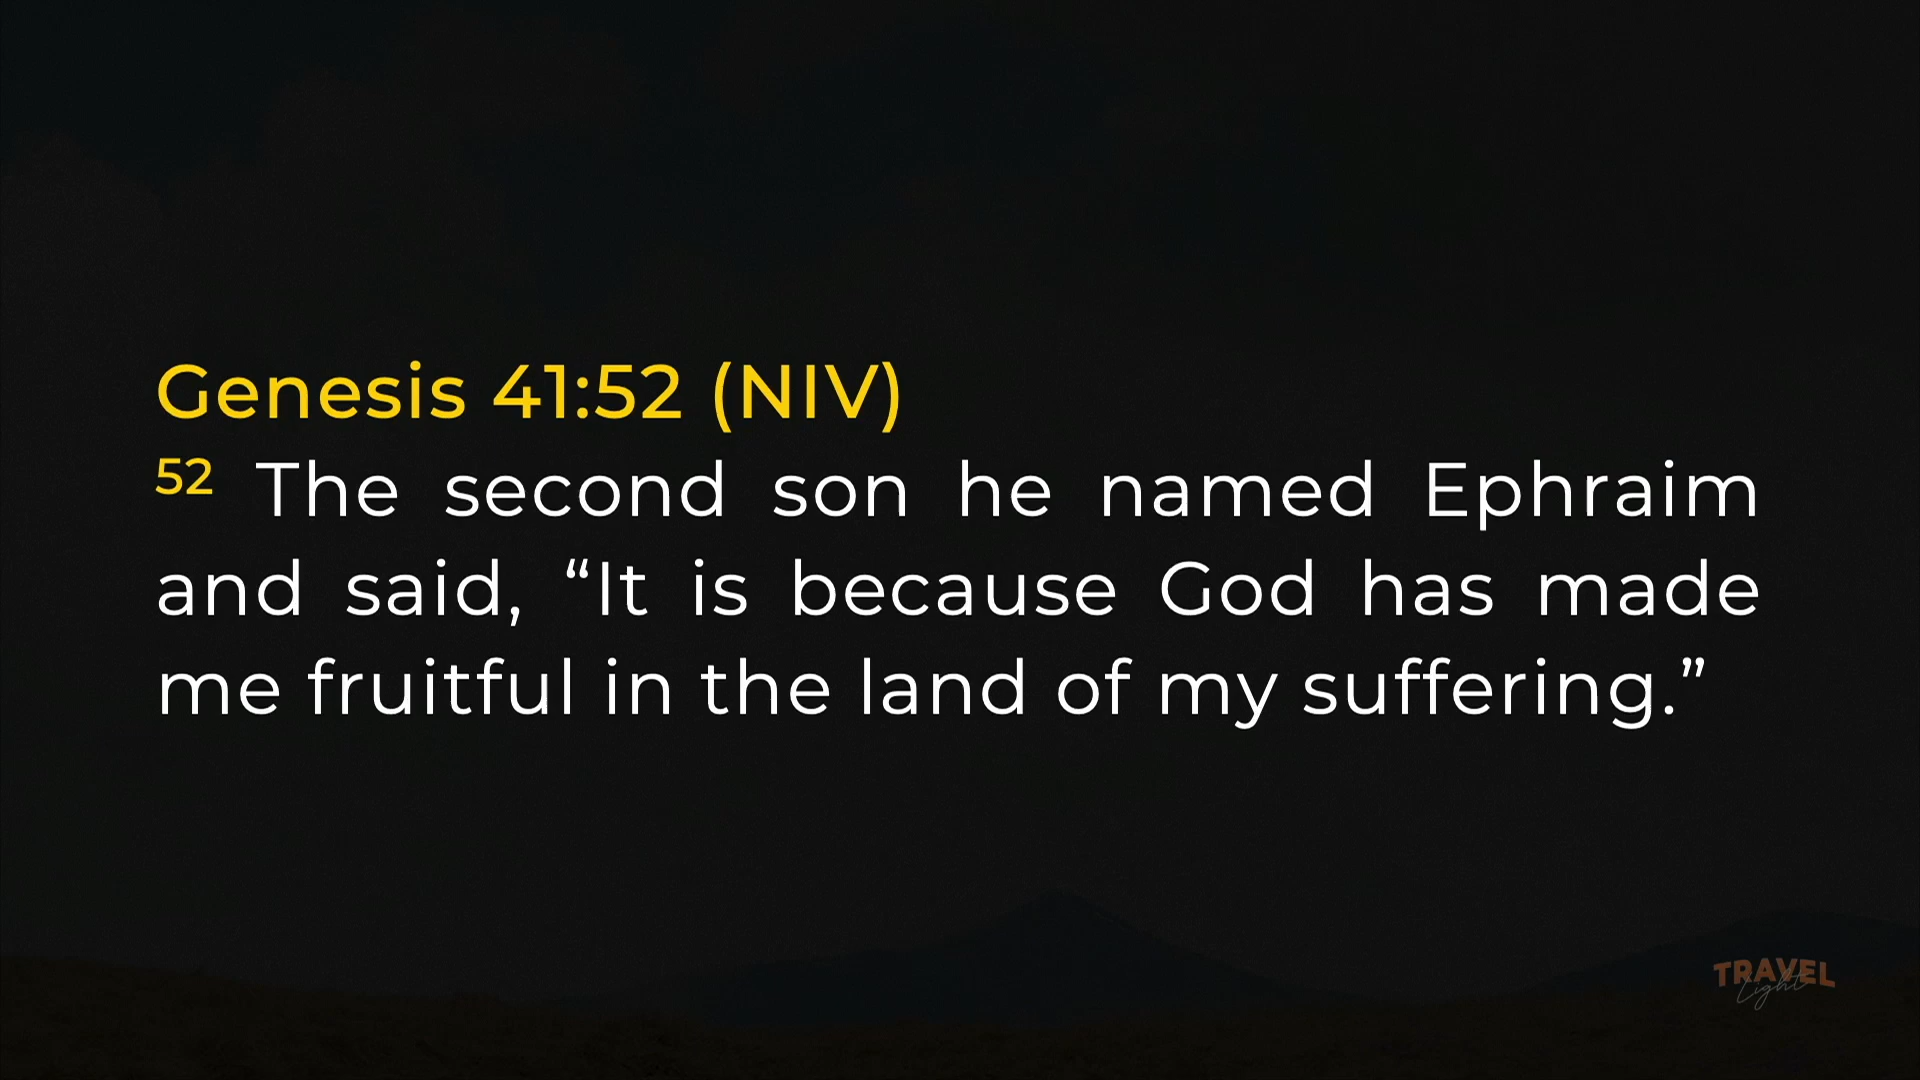 Genesis 41:52 (NIV)
52 The second son he named Ephraim
and said, “It is because God has made
me fruitful in the land of my suffering.”
TRAVEL
Light